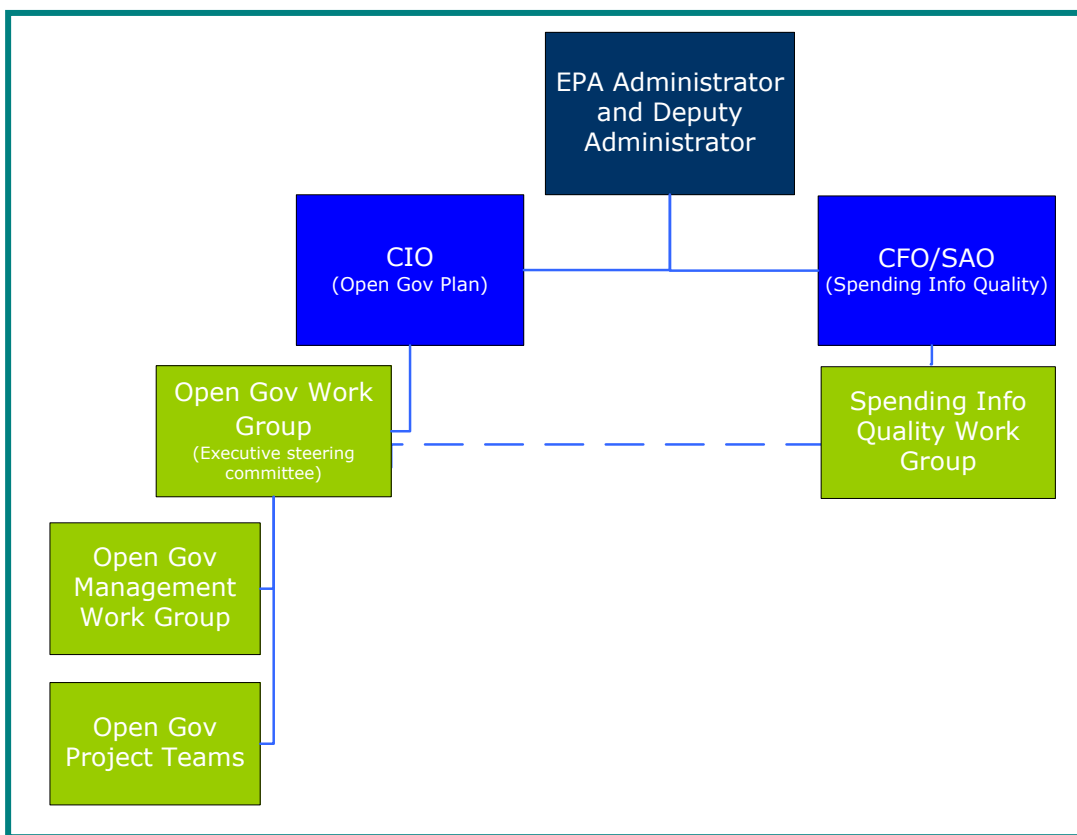 EPA Administrator
and Deputy
Administrator
CIO
(Open Gov Plan)
CFO/SAO
(Spending Info Quality)
Open Gov Work
Group
(Executive steering
committee)
Spending Info
Quality Work
Group
Open Gov
Management
Work Group
Open Gov
Project Teams